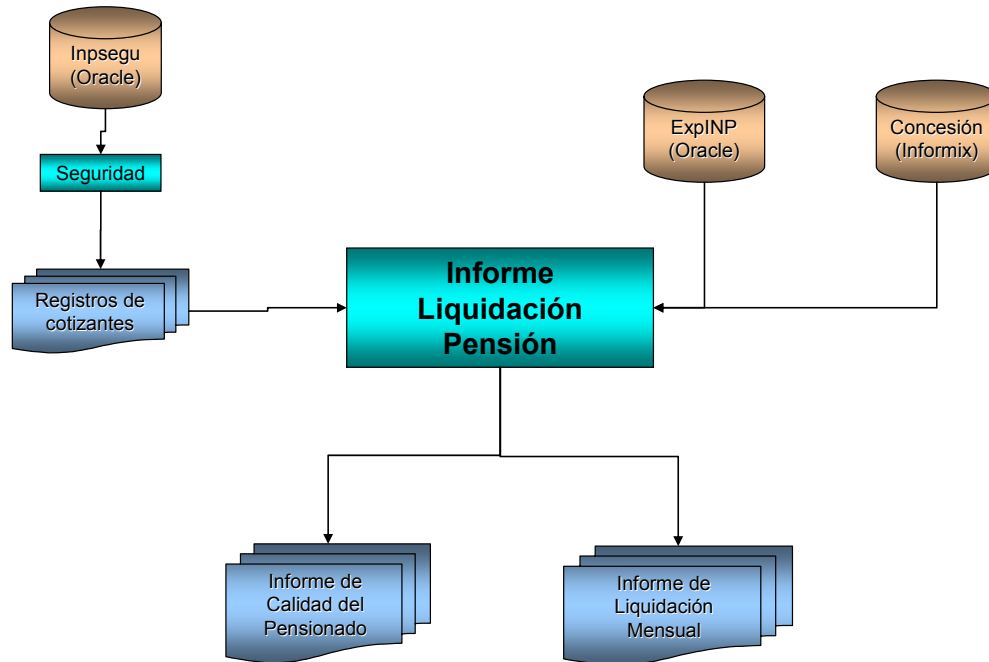 Inpsegu
(Oracle)
ExpINP
(Oracle)
Concesión
(Informix)
Seguridad
Registros de
cotizantes
Informe
Liquidación
Pensión
Informe de
Calidad del
Pensionado
Informe de
Liquidación
Mensual